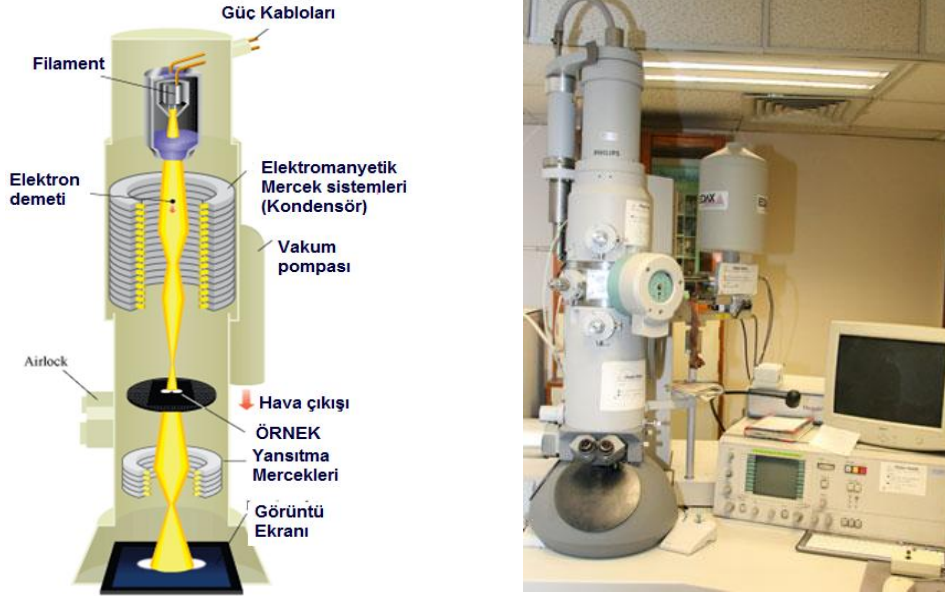 Güç Kabloları
Filament
Elektron
demeti
Elektromanyetik
Mercek sistemleri
(Kondensör)
Vakum
pompası
Airlock
Hava çıkışı
ÖRNEK
Yansıtma
Mercekleri
Görüntü
Ekranı
PHILIPS
EDAX